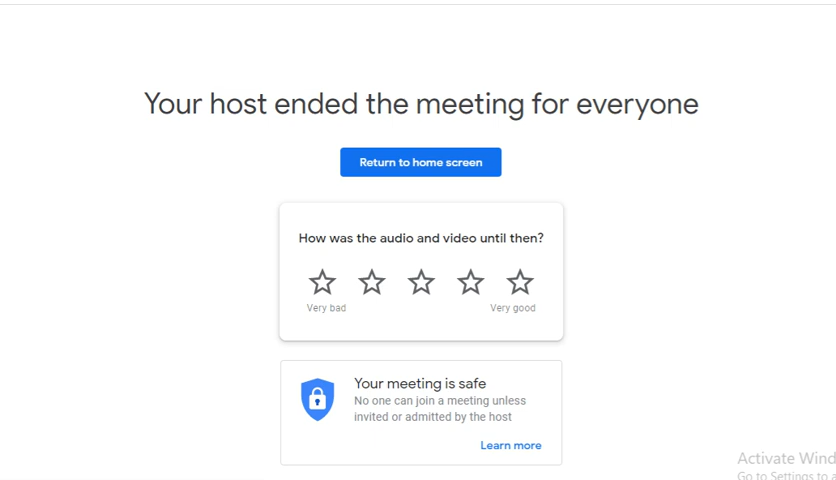 Your host ended the meeting for everyone
Return to home screen
How was the audio and video until then?
Very bad
Very good
Your meeting is safe
No one can join a meeting unless
invited or admitted by the host
Learn more
Activate Wind
Go to Settings to a